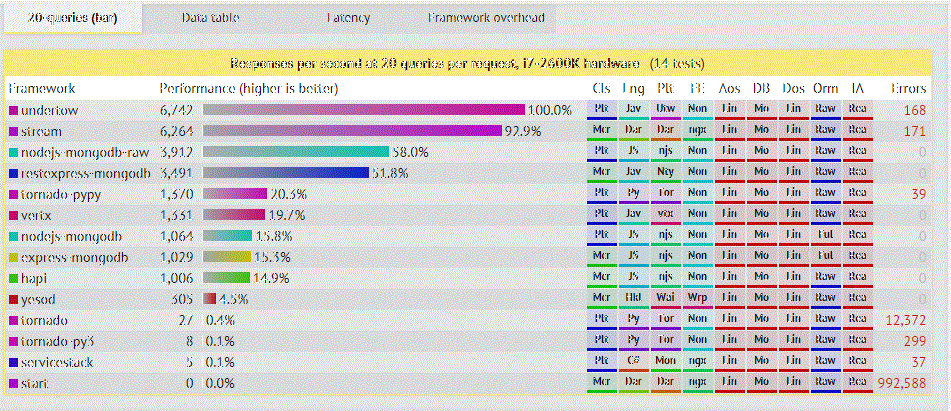 20-queries (bar) Data table Latency Framework overhead
Responses per second at 20 queries per request, i7-2600K hardware (14 tests)
Framework Performance (higher is better) Cls Lng Plt FE Aos DB Dos Orm IA Errors
undertow 6,742 100.0% Plt Jav Utw Non Lin Mo Lin Raw Rea 168
stream 6,264 92.9% Mcr Dar Dar ngx Lin Mo Lin Raw Rea 171
nodejs-mongodb-raw 3,912 58.0% Plt JS njs Non Lin Mo Lin Raw Rea 0
restexpress-mongodb 3,491 51.8% Mcr Jav Nty Non Lin Mo Lin Raw Rea 0
tornado-pypy 1,370 20.3% Plt Py Tor Non Lin Mo Lin Raw Rea 39
vertx 1,331 19.7% Plt Jav vtx Non Lin Mo Lin Raw Rea 0
nodejs-mongodb 1,064 15.8% Plt JS njs Non Lin Mo Lin Ful Rea 0
express-mongodb 1,029 15.3% Mcr JS njs Non Lin Mo Lin Ful Rea 0
hapi 1,006 14.9% Mcr JS njs Non Lin Mo Lin Raw Rea 0
yesod 305 4.5% Mcr Hkl Wai Wrp Lin Mo Lin Raw Rea 0
tornado 27 0.4% Plt Py Tor Non Lin Mo Lin Raw Rea 12,372
tornado-py3 8 0.1% Plt Py Tor Non Lin Mo Lin Raw Rea 299
servicestack 5 0.1% Plt C# Mon ngx Lin Mo Lin Raw Rea 37
start 0 0.0% Mcr Dar Dar ngx Lin Mo Lin Raw Rea 992,588